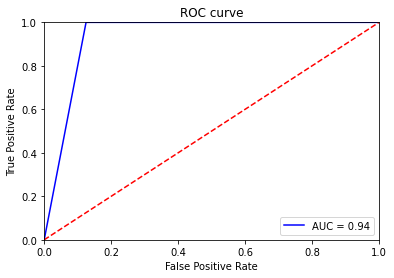 ROC curve
True Positive Rate
1.0
0.8
0.6
0.4
0.2
0.0
AUC = 0.94
0.0 0.2 0.4 0.6 0.8 1.0
False Positive Rate